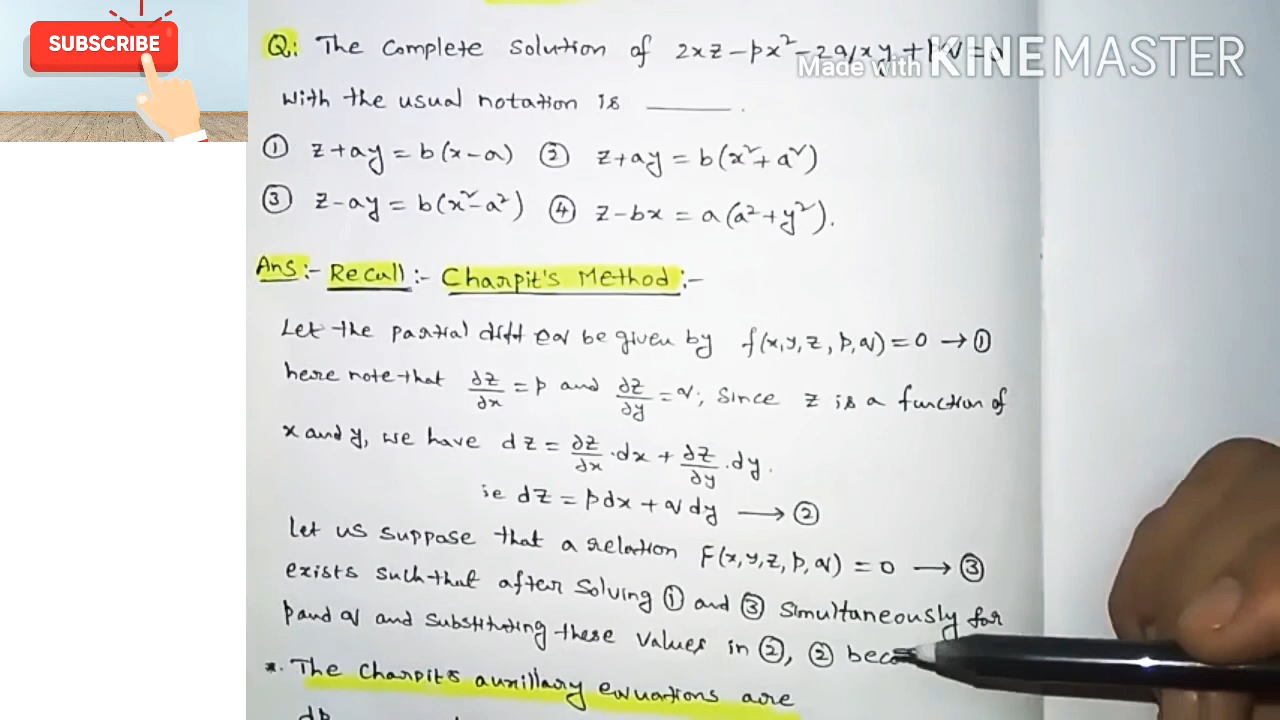 SUBSCRIBE
Q: The Complete Solution of 2xz - px² - 2qxy + pq = 0
Made with KINEMASTER
With the usual notation is ______.
① z+ay = b(x-a) ② z+ay = b(x²+a²)
③ z-ay = b(x²-a²) ④ z-bx = a(a²+y²).
Ans:- Recall:- Charpit's Method:-
Let the partial diff eq be given by f(x,y,z,p,q)=0 → ①
here note that ∂z/∂x = p and ∂z/∂y = q; Since z is a function of
x and y, we have dz = ∂z/∂x · dx + ∂z/∂y · dy.
ie dz = pdx + qdy → ②
Let us suppose that a relation F(x,y,z,p,q) = 0 → ③
exists such that after solving ① and ③ Simultaneously for
p and q and substituting these values in ②, ② beco
*. The Charpit's auxillary equations are
dp